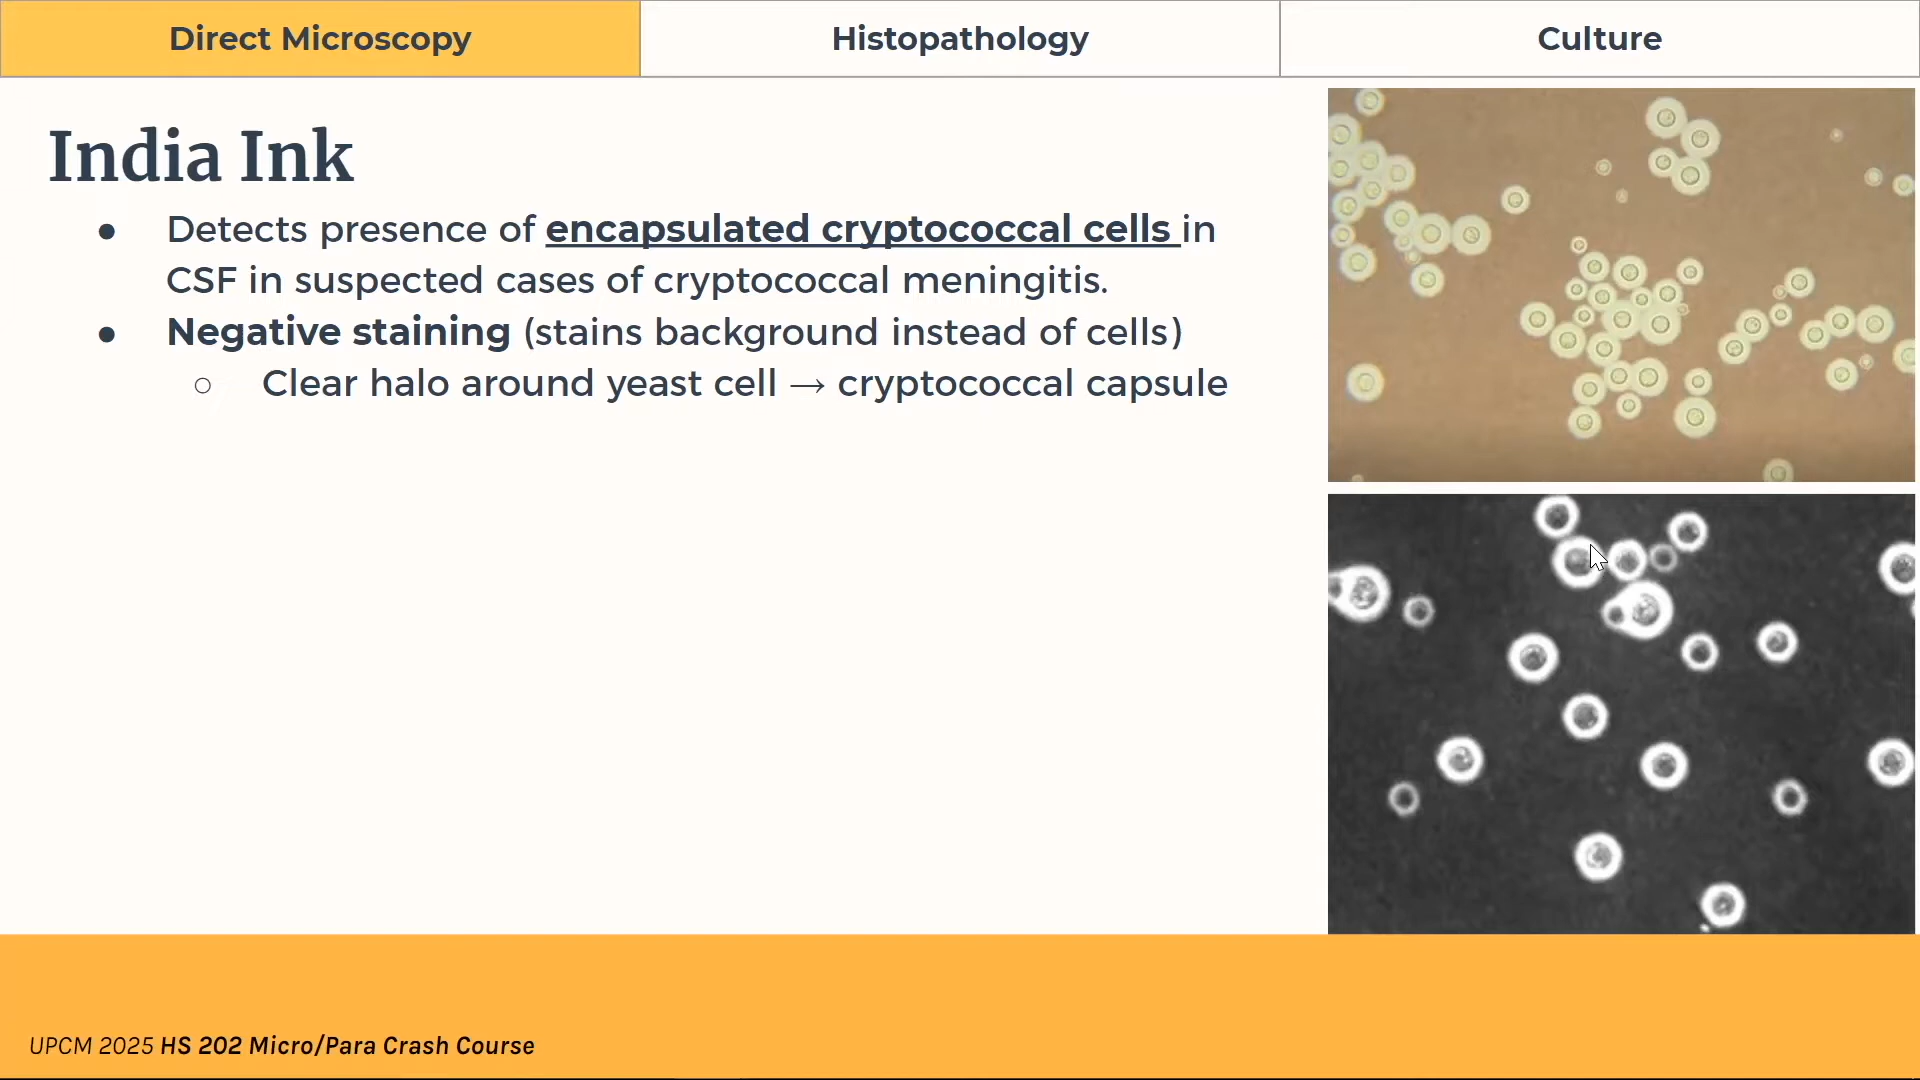 Direct Microscopy
Histopathology
Culture
India Ink
● Detects presence of encapsulated cryptococcal cells in
CSF in suspected cases of cryptococcal meningitis.
● Negative staining (stains background instead of cells)
○ Clear halo around yeast cell → cryptococcal capsule
UPCM 2025 HS 202 Micro/Para Crash Course